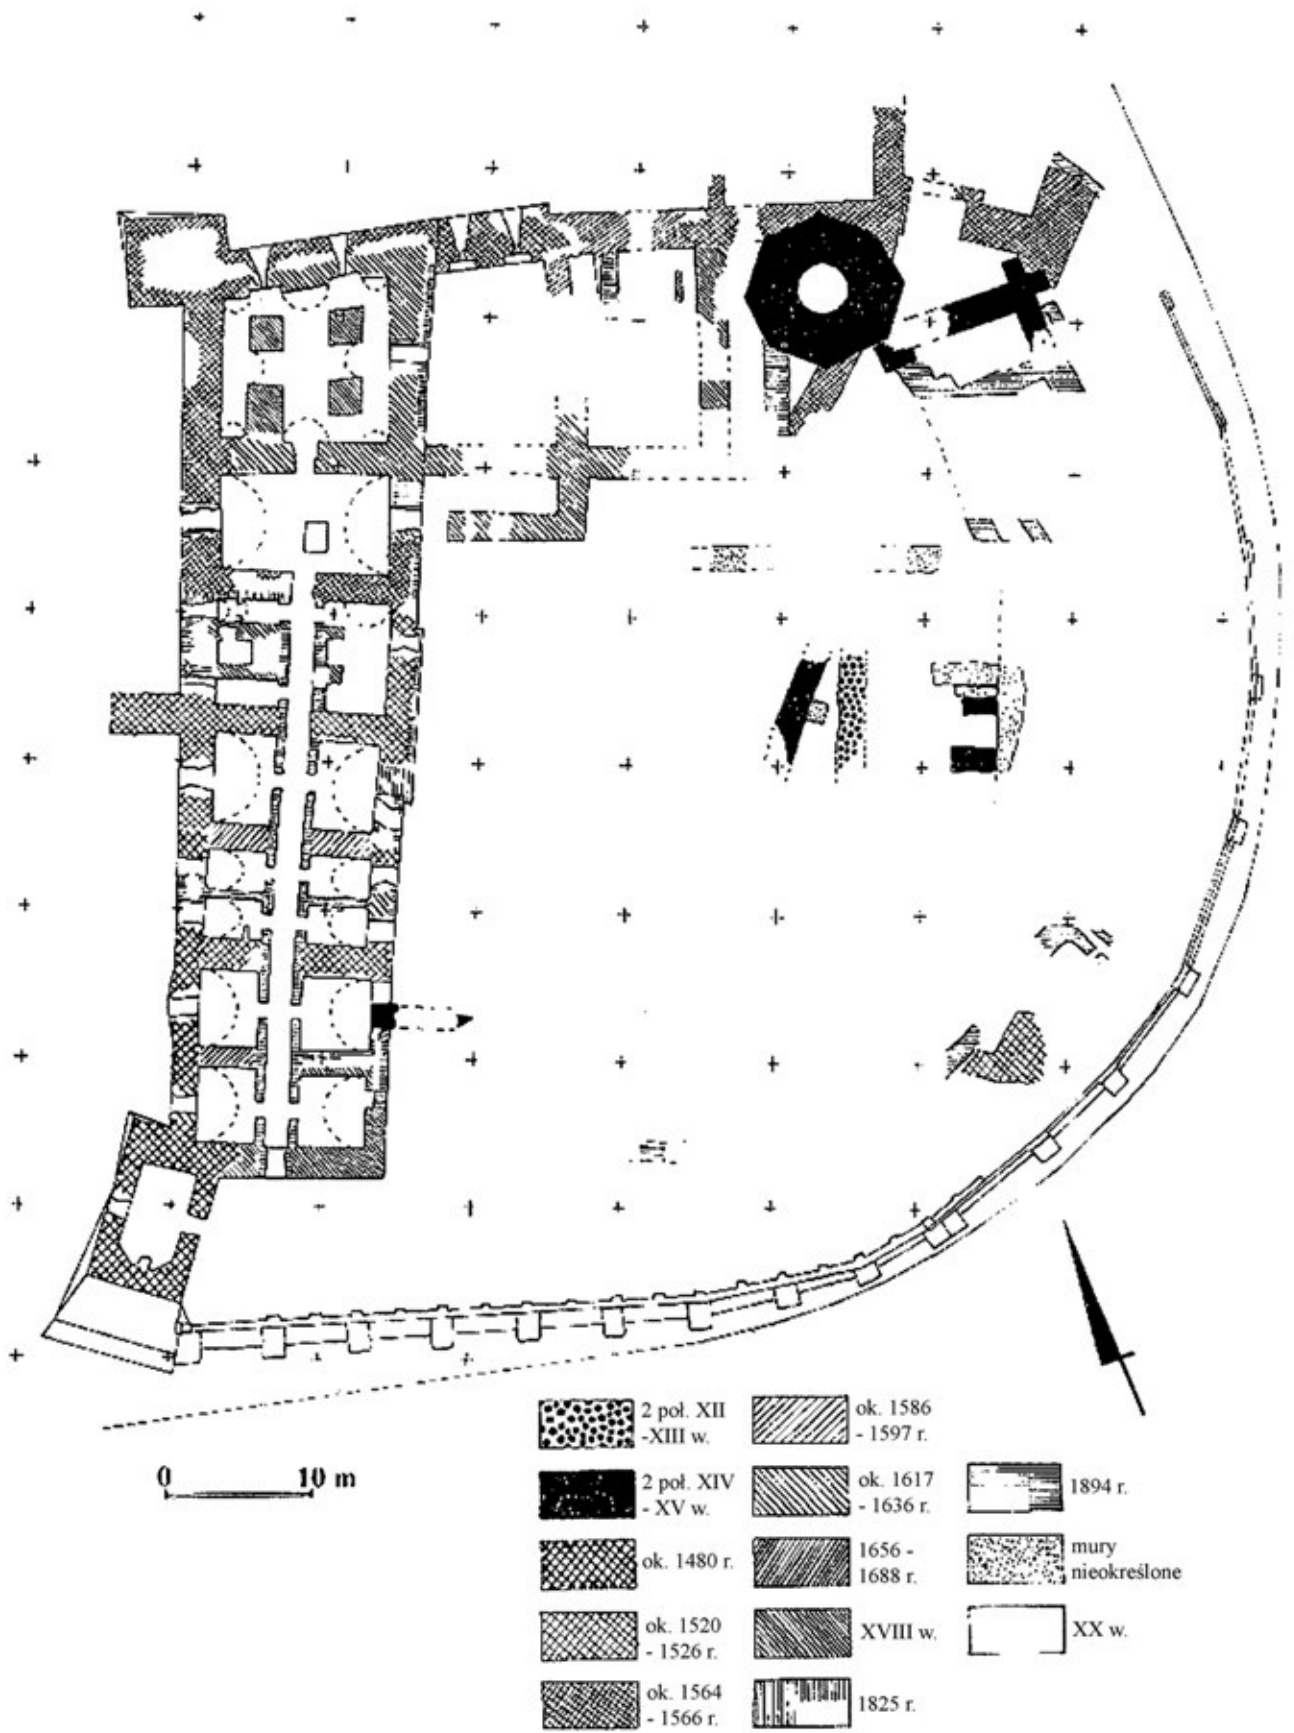 0 10 m
2 poł. XII
-XIII w.
2 poł. XIV
- XV w.
ok. 1480 r.
ok. 1520
- 1526 r.
ok. 1564
- 1566 r.
ok. 1586
- 1597 r.
ok. 1617
- 1636 r.
1656 -
1688 r.
XVIII w.
1825 r.
1894 r.
mury
nieokreślone
XX w.